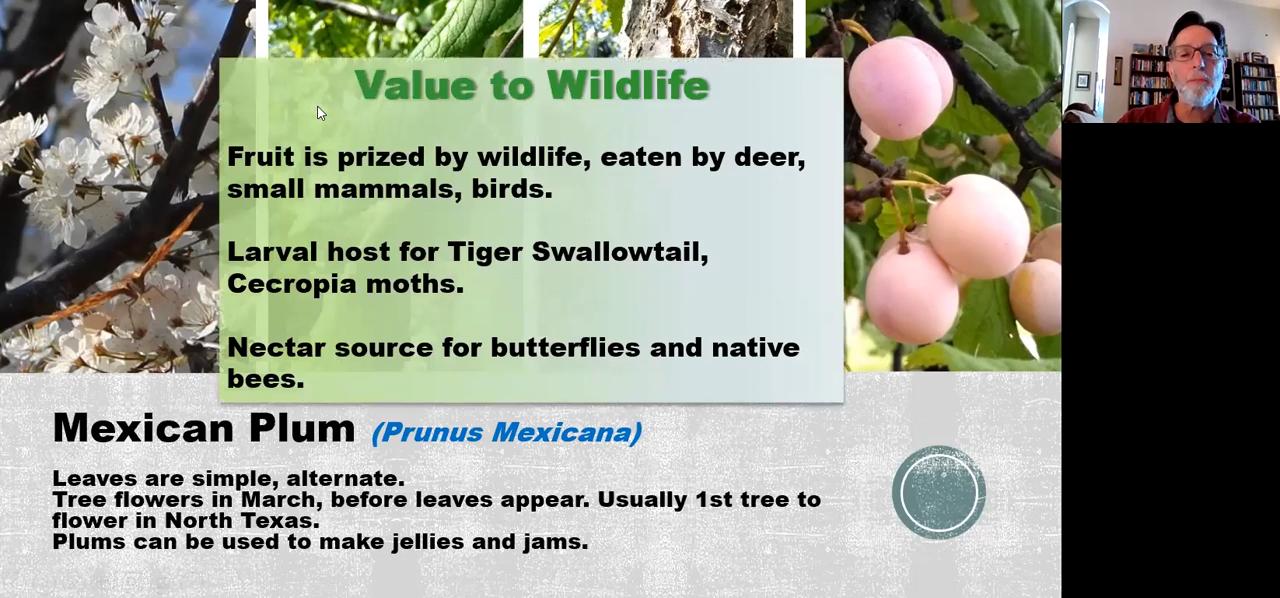 Value to Wildlife
Fruit is prized by wildlife, eaten by deer,
small mammals, birds.
Larval host for Tiger Swallowtail,
Cecropia moths.
Nectar source for butterflies and native
bees.
Mexican Plum (Prunus Mexicana)
Leaves are simple, alternate.
Tree flowers in March, before leaves appear. Usually 1st tree to
flower in North Texas.
Plums can be used to make jellies and jams.